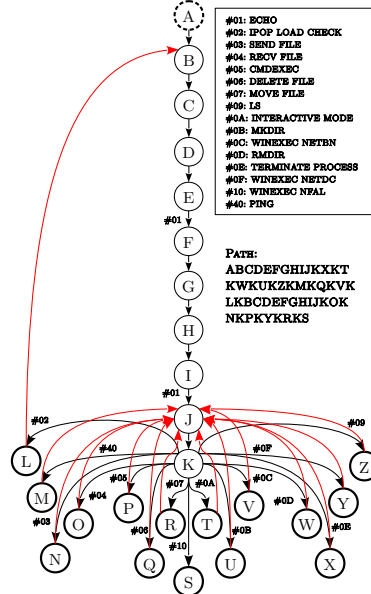 A
#01: ECHO
#02: IPOP LOAD CHECK
#03: SEND FILE
#04: RECV FILE
#05: CMDEXEC
#06: DELETE FILE
#07: MOVE FILE
#09: LS
#0A: INTERACTIVE MODE
#0B: MKDIR
#0C: WINEXEC NETBN
#0D: RMDIR
#0E: TERMINATE PROCESS
#0F: WINEXEC NETDC
#10: WINEXEC NFAL
#40: PING
B
C
D
E
#01
F
PATH:
ABCDEFGHIJKXKT
KWKUKZKMKQKVK
LKBCDEFGHIJKOK
NKPKYKRKS
G
H
I
#01
J
#02
#09
#40
#0F
L
K
Z
#05
#07
#0A
#0C
M
#04
#0D
Y
P
V
#03
O
R
T
W
#06
#0B
#0E
#10
N
Q
U
X
S